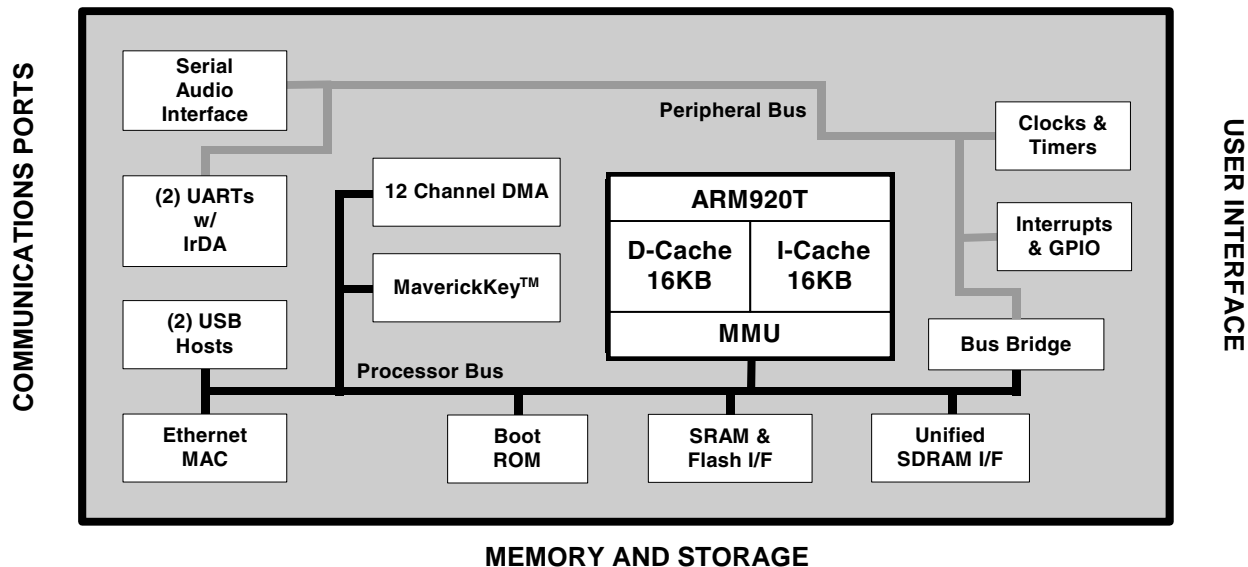 COMMUNICATIONS PORTS
Serial
Audio
Interface
Peripheral Bus
Clocks &
Timers
(2) UARTs
w/
IrDA
12 Channel DMA
ARM920T
D-Cache
16KB
I-Cache
16KB
MMU
Interrupts
& GPIO
MaverickKey™
(2) USB
Hosts
Bus Bridge
Processor Bus
Ethernet
MAC
Boot
ROM
SRAM &
Flash I/F
Unified
SDRAM I/F
USER INTERFACE
MEMORY AND STORAGE